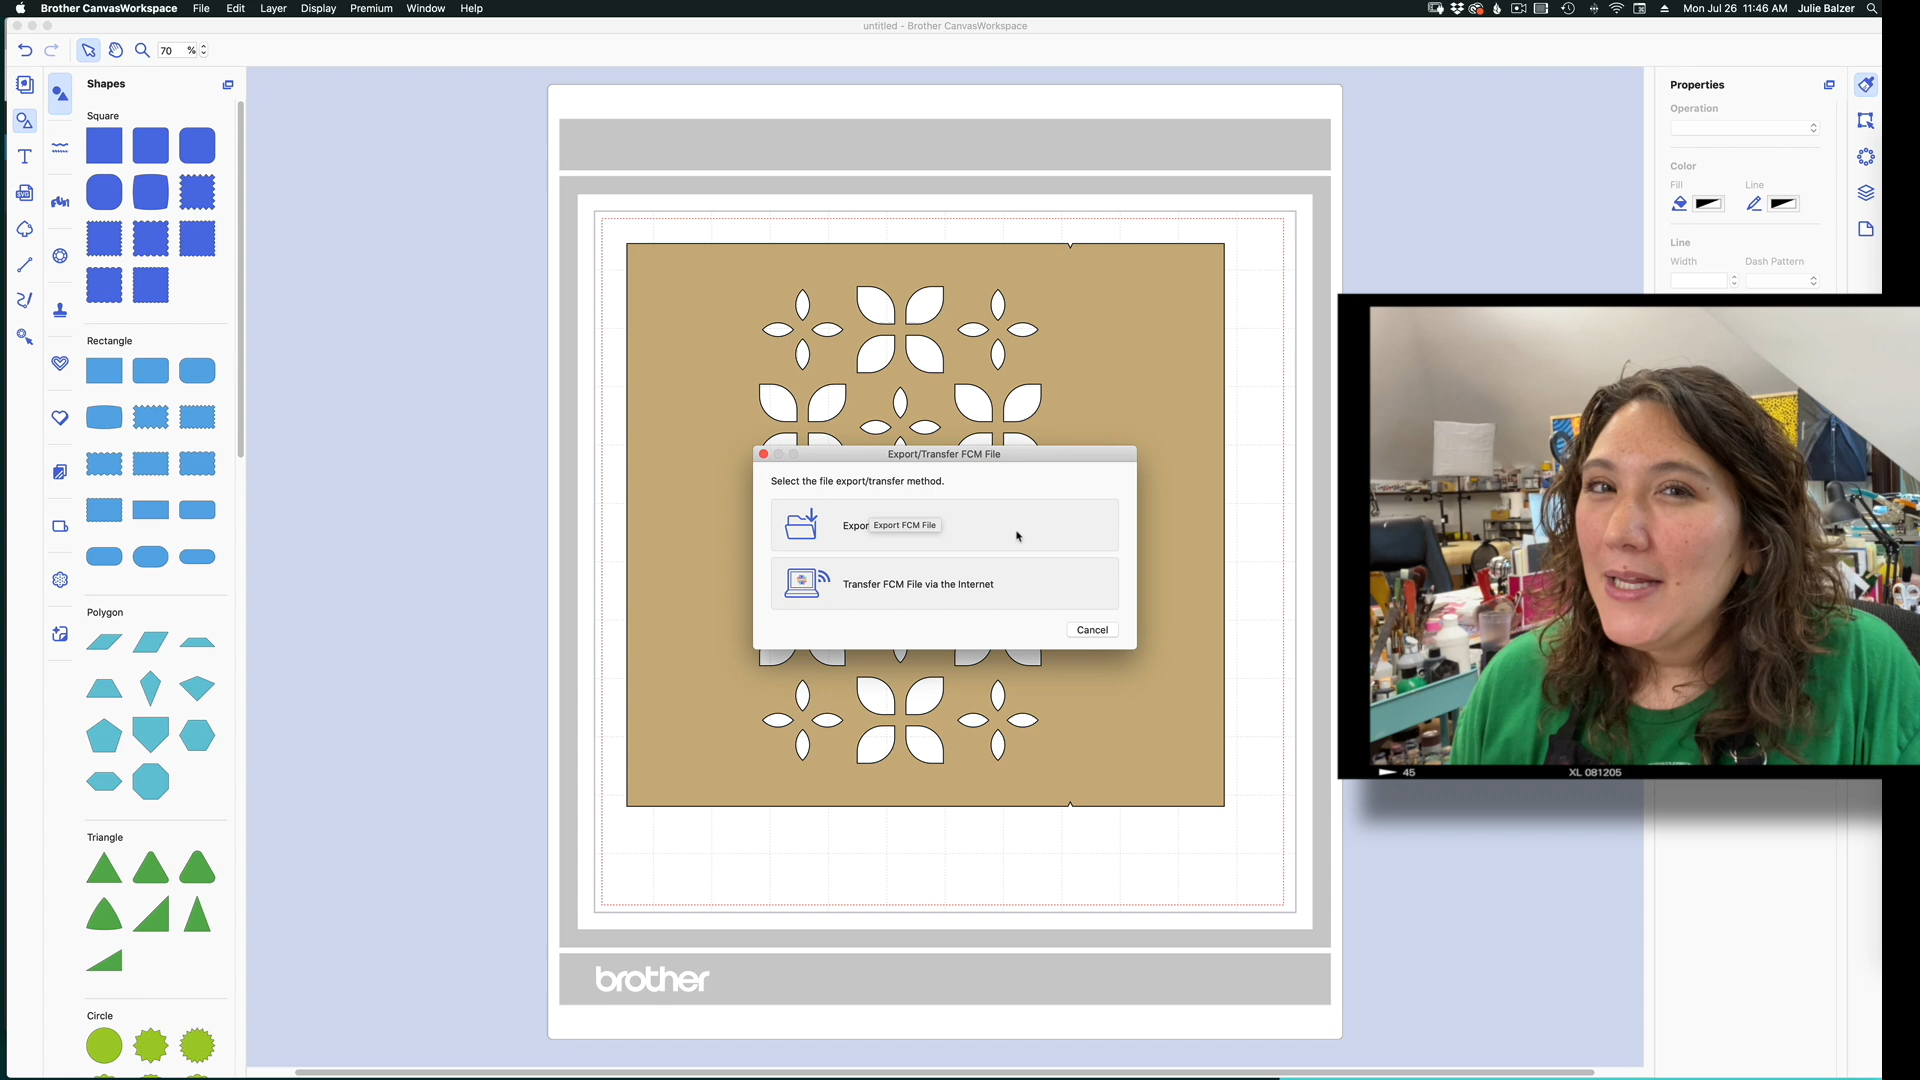 Brother CanvasWorkspace File Edit Layer Display Premium Window Help Mon Jul 26 11:46 AM Julie Balzer
untitled - Brother CanvasWorkspace
70 %
Shapes
Square
Rectangle
Polygon
Triangle
Circle
Properties
Operation
Color
Fill Line
Line
Width Dash Pattern
Export/Transfer FCM File
Select the file export/transfer method.
Expor Export FCM File
Transfer FCM File via the Internet
Cancel
brother
45 XL 081205